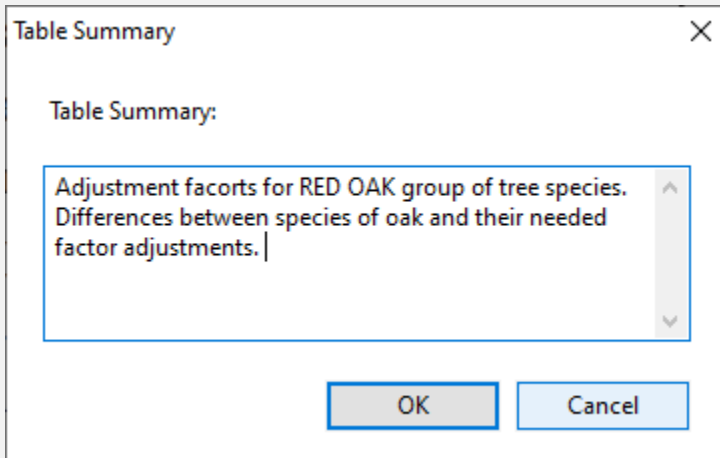 Table Summary
Table Summary:
Adjustment facorts for RED OAK group of tree species.
Differences between species of oak and their needed
factor adjustments.
OK
Cancel